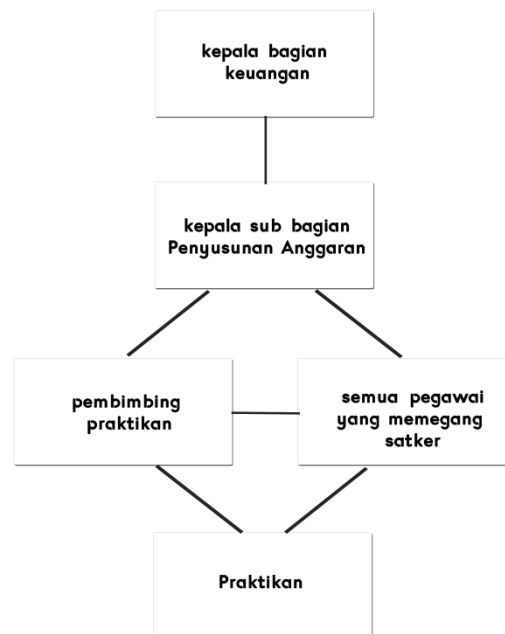 kepala bagian
keuangan
kepala sub bagian
Penyusunan Anggaran
pembimbing
praktikan
semua pegawai
yang memegang
satker
Praktikan